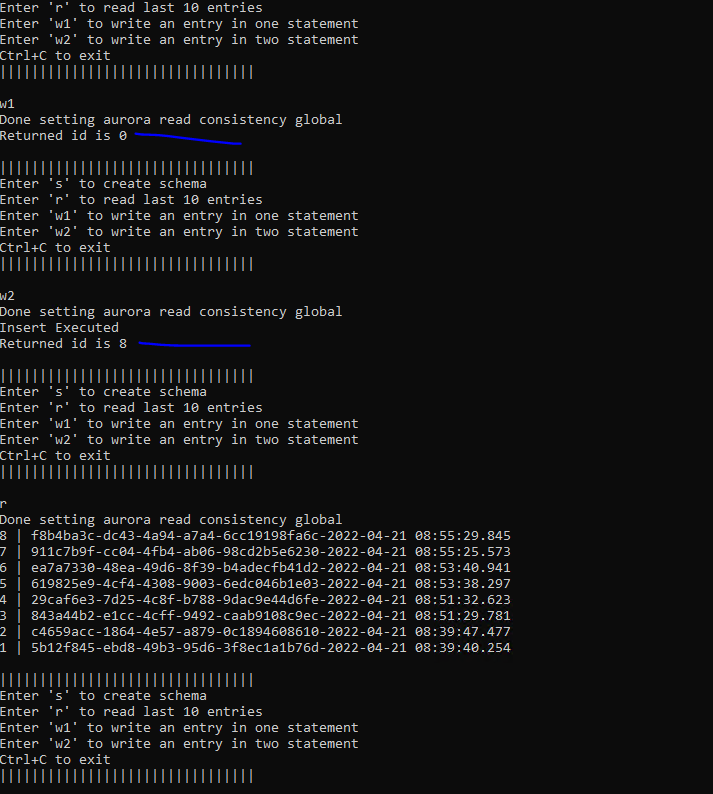 Enter 'r' to read last 10 entries
Enter 'w1' to write an entry in one statement
Enter 'w2' to write an entry in two statement
Ctrl+C to exit
||||||||||||||||||||||||||||||||
w1
Done setting aurora read consistency global
Returned id is 0
||||||||||||||||||||||||||||||||
Enter 's' to create schema
Enter 'r' to read last 10 entries
Enter 'w1' to write an entry in one statement
Enter 'w2' to write an entry in two statement
Ctrl+C to exit
||||||||||||||||||||||||||||||||
w2
Done setting aurora read consistency global
Insert Executed
Returned id is 8
||||||||||||||||||||||||||||||||
Enter 's' to create schema
Enter 'r' to read last 10 entries
Enter 'w1' to write an entry in one statement
Enter 'w2' to write an entry in two statement
Ctrl+C to exit
||||||||||||||||||||||||||||||||
r
Done setting aurora read consistency global
8 | f8b4ba3c-dc43-4a94-a7a4-6cc19198fa6c-2022-04-21 08:55:29.845
7 | 911c7b9f-cc04-4fb4-ab06-98cd2b5e6230-2022-04-21 08:55:25.573
6 | ea7a7330-48ea-49d6-8f39-b4adecfb41d2-2022-04-21 08:53:40.941
5 | 619825e9-4cf4-4308-9003-6edc046b1e03-2022-04-21 08:53:38.297
4 | 29caf6e3-7d25-4c8f-b788-9dac9e44d6fe-2022-04-21 08:51:32.623
3 | 843a44b2-e1cc-4cff-9492-caab9108c9ec-2022-04-21 08:51:29.781
2 | c4659acc-1864-4e57-a879-0c1894608610-2022-04-21 08:39:47.477
1 | 5b12f845-ebd8-49b3-95d6-3f8ec1a1b76d-2022-04-21 08:39:40.254
||||||||||||||||||||||||||||||||
Enter 's' to create schema
Enter 'r' to read last 10 entries
Enter 'w1' to write an entry in one statement
Enter 'w2' to write an entry in two statement
Ctrl+C to exit
||||||||||||||||||||||||||||||||